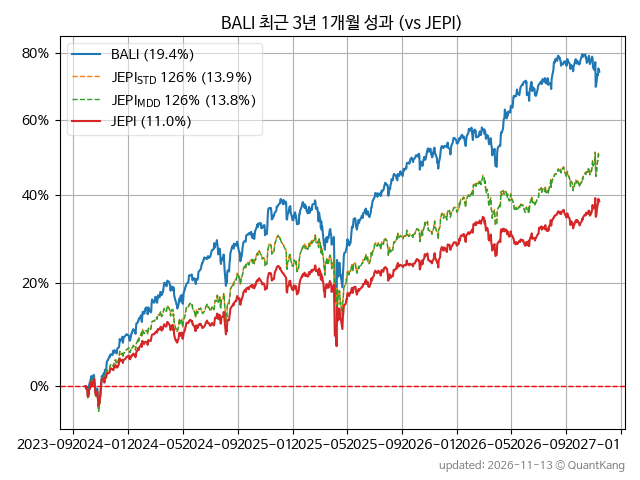 BALI 최근 3년 1개월 성과 (vs JEPI)
BALI (19.4%)
JEPI_STD 126% (13.9%)
JEPI_MDD 126% (13.8%)
JEPI (11.0%)
80%
60%
40%
20%
0%
2023-09 2024-01 2024-05 2024-09 2025-01 2025-05 2025-09 2026-01 2026-05 2026-09 2027-01
updated: 2026-11-13 © QuantKang